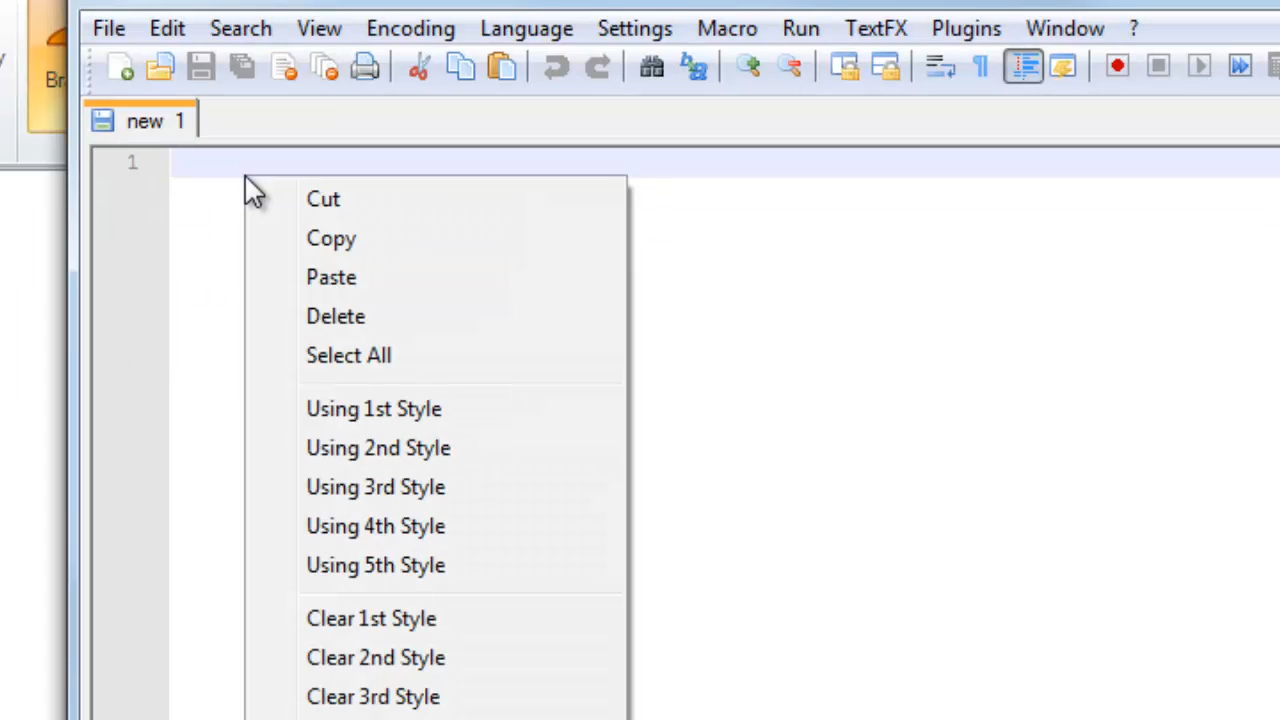 File Edit Search View Encoding Language Settings Macro Run TextFX Plugins Window ?
new 1
1
Cut
Copy
Paste
Delete
Select All
Using 1st Style
Using 2nd Style
Using 3rd Style
Using 4th Style
Using 5th Style
Clear 1st Style
Clear 2nd Style
Clear 3rd Style